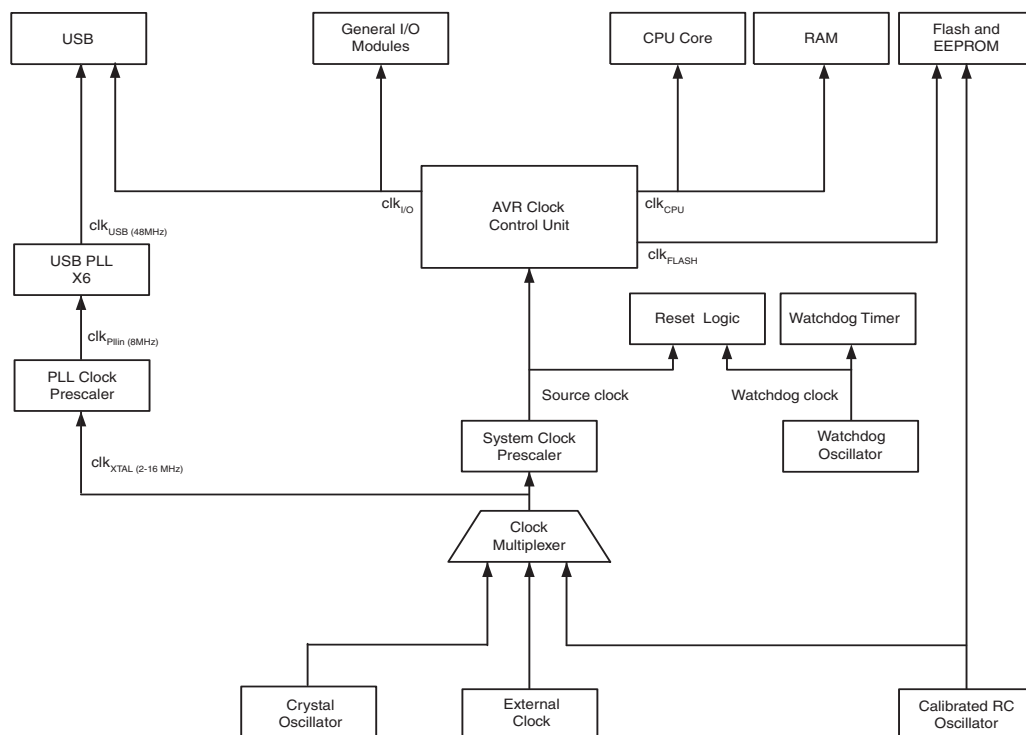 USB
General I/O
Modules
CPU Core
RAM
Flash and
EEPROM
clkI/O
AVR Clock
Control Unit
clkCPU
clkUSB (48MHz)
clkFLASH
USB PLL
X6
Reset Logic
Watchdog Timer
clkPllin (8MHz)
PLL Clock
Prescaler
Source clock
Watchdog clock
System Clock
Prescaler
Watchdog
Oscillator
clkXTAL (2-16 MHz)
Clock
Multiplexer
Crystal
Oscillator
External
Clock
Calibrated RC
Oscillator